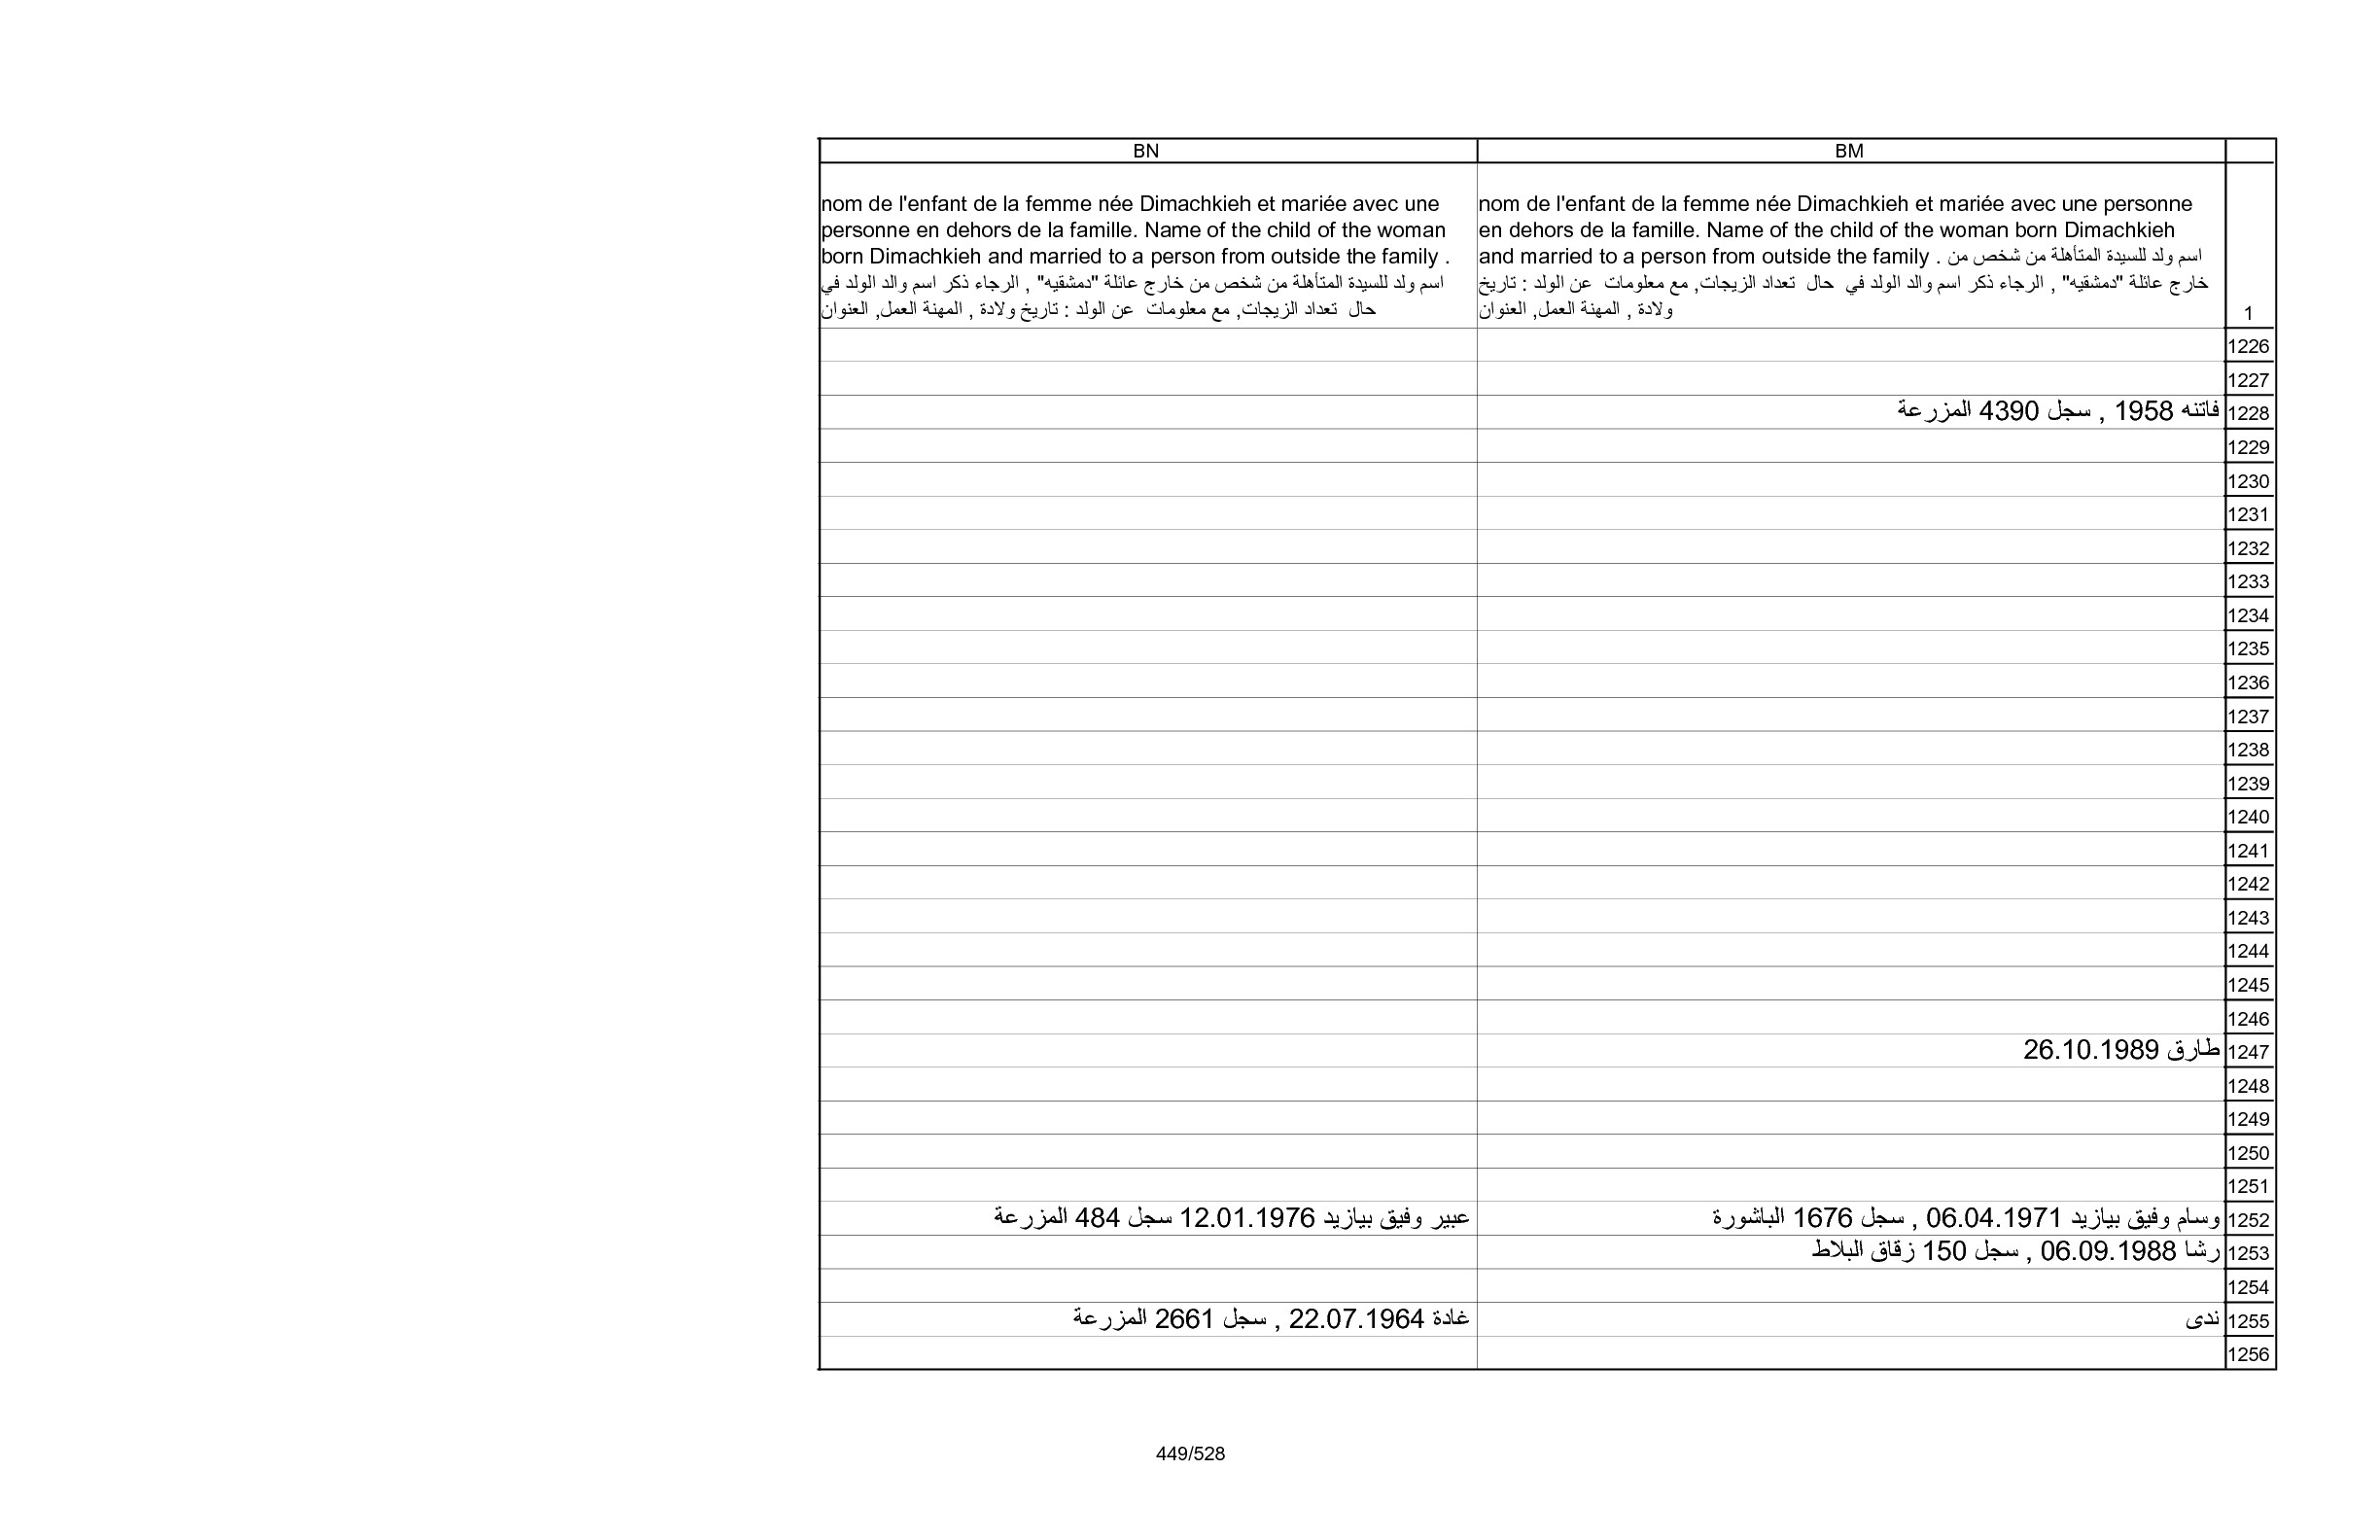 BN
BM
nom de l'enfant de la femme née Dimachkieh et mariée avec une
personne en dehors de la famille. Name of the child of the woman
born Dimachkieh and married to a person from outside the family .
اسم ولد للسيدة المتأهلة من شخص من خارج عائلة "دمشقيه" , الرجاء ذكر اسم والد الولد في
حال تعداد الزيجات, مع معلومات عن الولد : تاريخ ولادة , المهنة العمل, العنوان
nom de l'enfant de la femme née Dimachkieh et mariée avec une personne
en dehors de la famille. Name of the child of the woman born Dimachkieh
and married to a person from outside the family . اسم ولد للسيدة المتأهلة من شخص من
خارج عائلة "دمشقيه" , الرجاء ذكر اسم والد الولد في حال تعداد الزيجات, مع معلومات عن الولد : تاريخ
ولادة , المهنة العمل, العنوان
1
1226
1227
1228 فاتنه 1958 , سجل 4390 المزرعة
1229
1230
1231
1232
1233
1234
1235
1236
1237
1238
1239
1240
1241
1242
1243
1244
1245
1246
1247 طارق 26.10.1989
1248
1249
1250
1251
1252 وسام وفيق بيازيد 06.04.1971 , سجل 1676 الباشورة عبير وفيق بيازيد 12.01.1976 سجل 484 المزرعة
1253 رشا 06.09.1988 , سجل 150 زقاق البلاط
1254
1255 ندى غادة 22.07.1964 , سجل 2661 المزرعة
1256
449/528